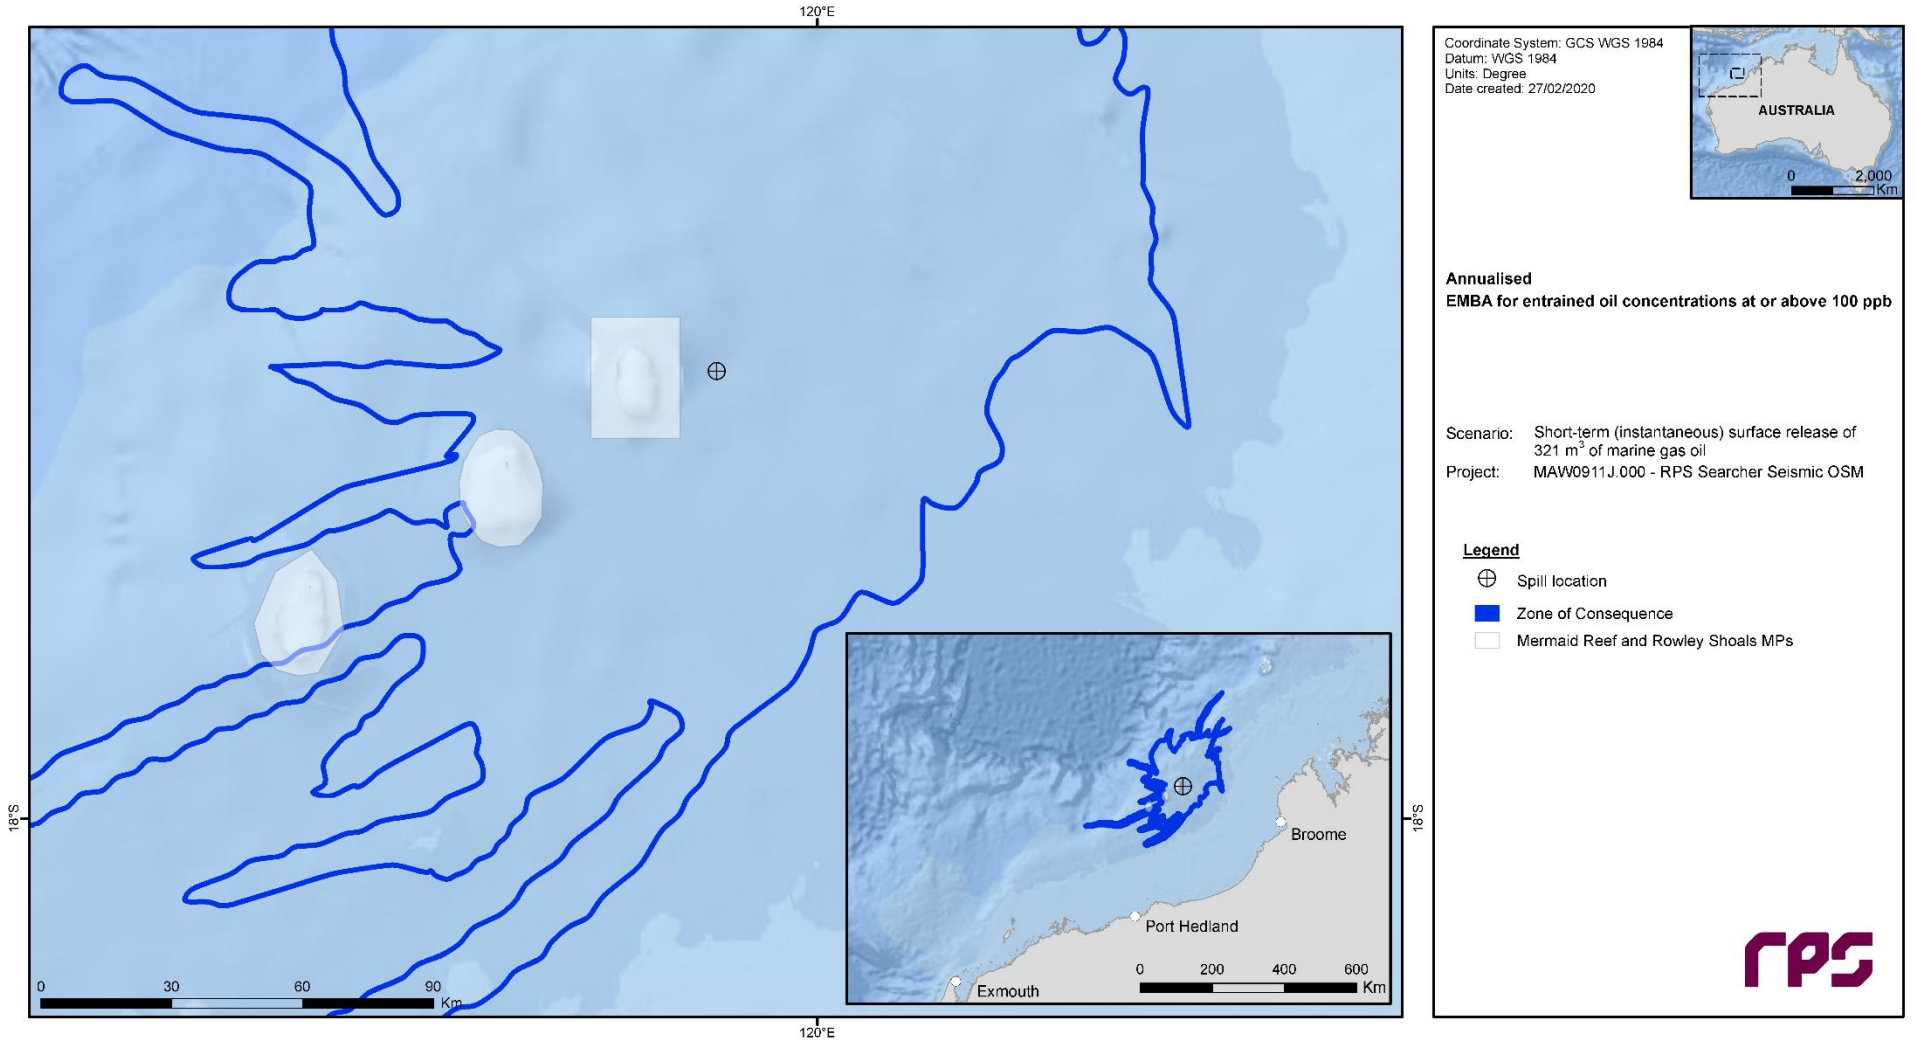 120°E
18°S
18°S
120°E
0 30 60 90
Km
Broome
Port Hedland
Exmouth
0 200 400 600
Km
Coordinate System: GCS WGS 1984
Datum: WGS 1984
Units: Degree
Date created: 27/02/2020
AUSTRALIA
0 2,000
Km
Annualised
EMBA for entrained oil concentrations at or above 100 ppb
Scenario: Short-term (instantaneous) surface release of
321 m³ of marine gas oil
Project: MAW0911J.000 - RPS Searcher Seismic OSM
Legend
Spill location
Zone of Consequence
Mermaid Reef and Rowley Shoals MPs
rps